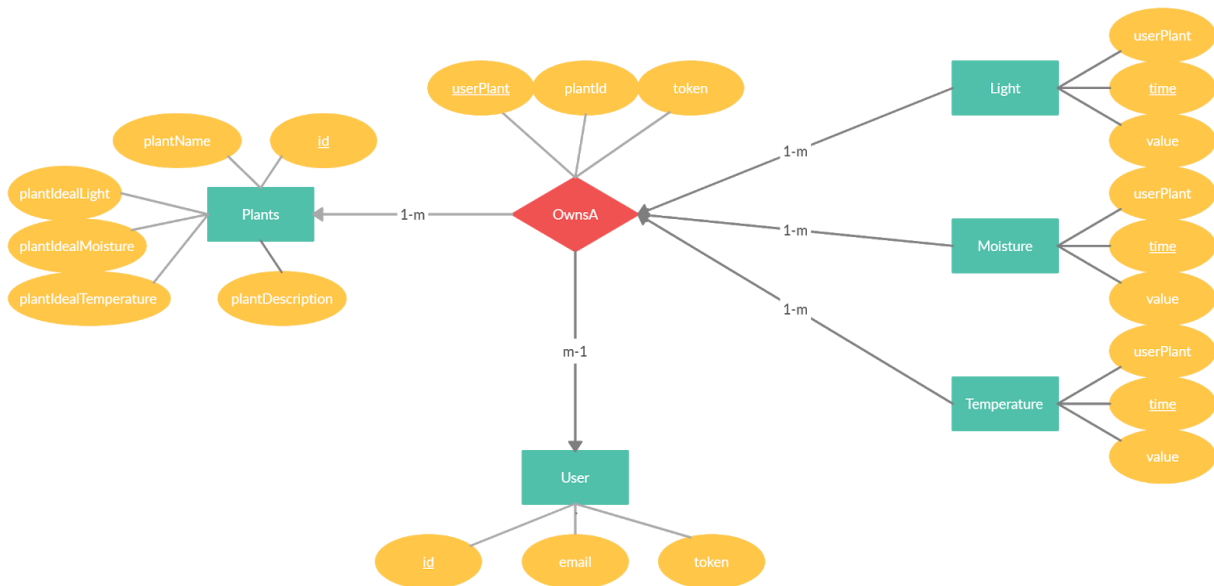 userPlant
plantId
token
Light
userPlant
time
value
plantName
id
1-m
plantIdealLight
Plants
1-m
OwnsA
plantIdealMoisture
plantIdealTemperature
plantDescription
1-m
Moisture
userPlant
time
value
1-m
m-1
Temperature
userPlant
time
value
User
id
email
token